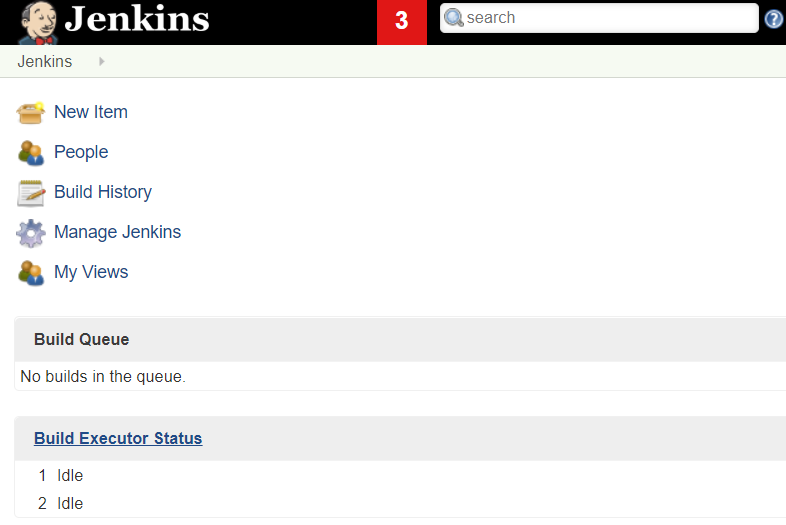 Jenkins 3 search
Jenkins
New Item
People
Build History
Manage Jenkins
My Views
Build Queue
No builds in the queue.
Build Executor Status
1 Idle
2 Idle